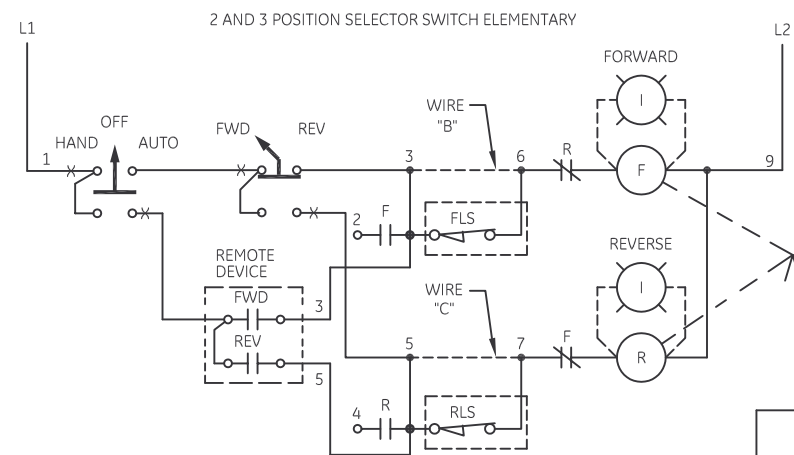 2 AND 3 POSITION SELECTOR SWITCH ELEMENTARY
L1
L2
FORWARD
I
WIRE
"B"
OFF
HAND
AUTO
FWD
REV
1
3
6
R
F
9
2
F
FLS
REMOTE
DEVICE
FWD
3
REV
5
REVERSE
I
WIRE
"C"
5
7
F
R
4
R
RLS